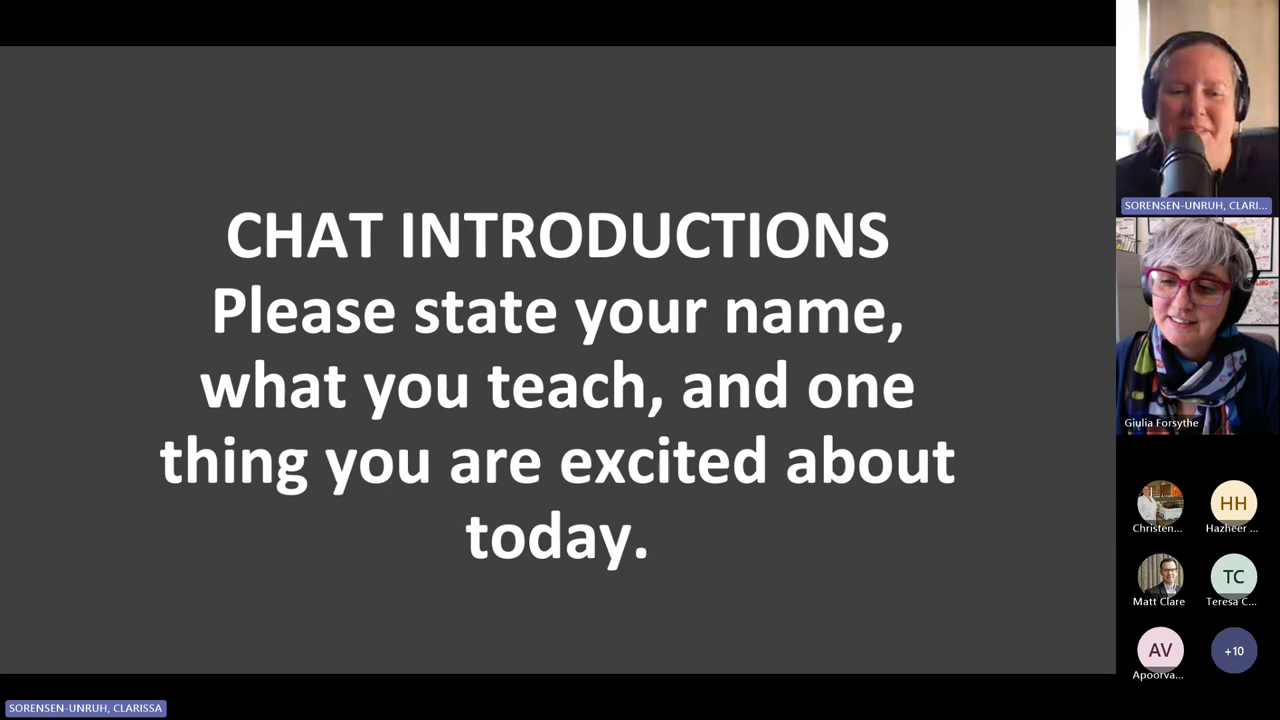 CHAT INTRODUCTIONS
Please state your name,
what you teach, and one
thing you are excited about
today.
SORENSEN-UNRUH, CLARI...
Giulia Forsythe
HH
Christen...
Hazheer ...
TC
Matt Clare
Teresa C...
AV
+10
Apoorva...
SORENSEN-UNRUH, CLARISSA